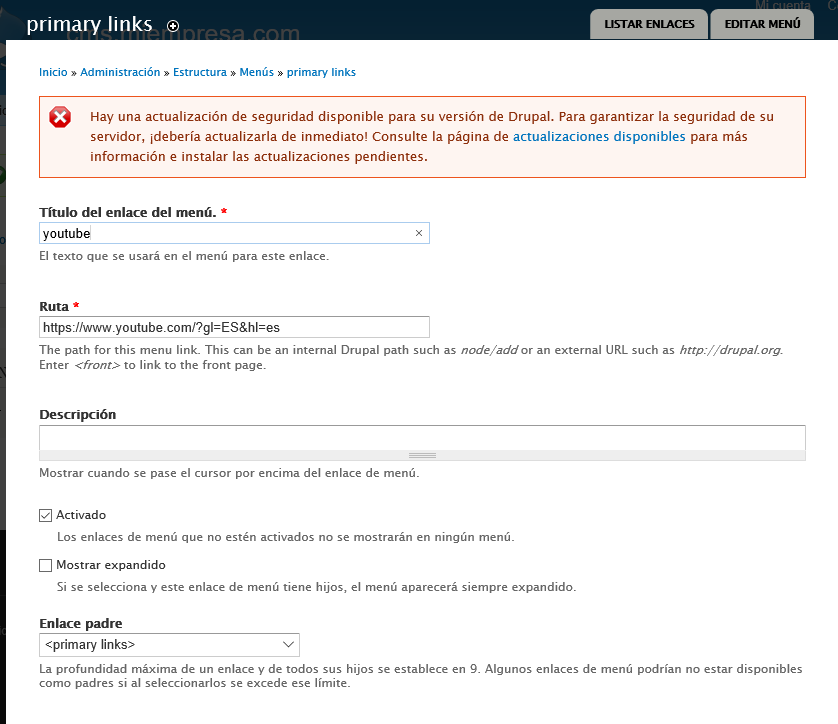 Mi cuenta
primary links
cms.miempresa.com
LISTAR ENLACES
EDITAR MENÚ
Inicio » Administración » Estructura » Menús » primary links
Hay una actualización de seguridad disponible para su versión de Drupal. Para garantizar la seguridad de su
servidor, ¡debería actualizarla de inmediato! Consulte la página de actualizaciones disponibles para más
información e instalar las actualizaciones pendientes.
Título del enlace del menú. *
youtube
×
El texto que se usará en el menú para este enlace.
Ruta *
https://www.youtube.com/?gl=ES&hl=es
The path for this menu link. This can be an internal Drupal path such as node/add or an external URL such as http://drupal.org.
Enter <front> to link to the front page.
Descripción
Mostrar cuando se pase el cursor por encima del enlace de menú.
Activado
Los enlaces de menú que no estén activados no se mostrarán en ningún menú.
Mostrar expandido
Si se selecciona y este enlace de menú tiene hijos, el menú aparecerá siempre expandido.
Enlace padre
<primary links>
La profundidad máxima de un enlace y de todos sus hijos se establece en 9. Algunos enlaces de menú podrían no estar disponibles
como padres si al seleccionarlos se excede ese límite.